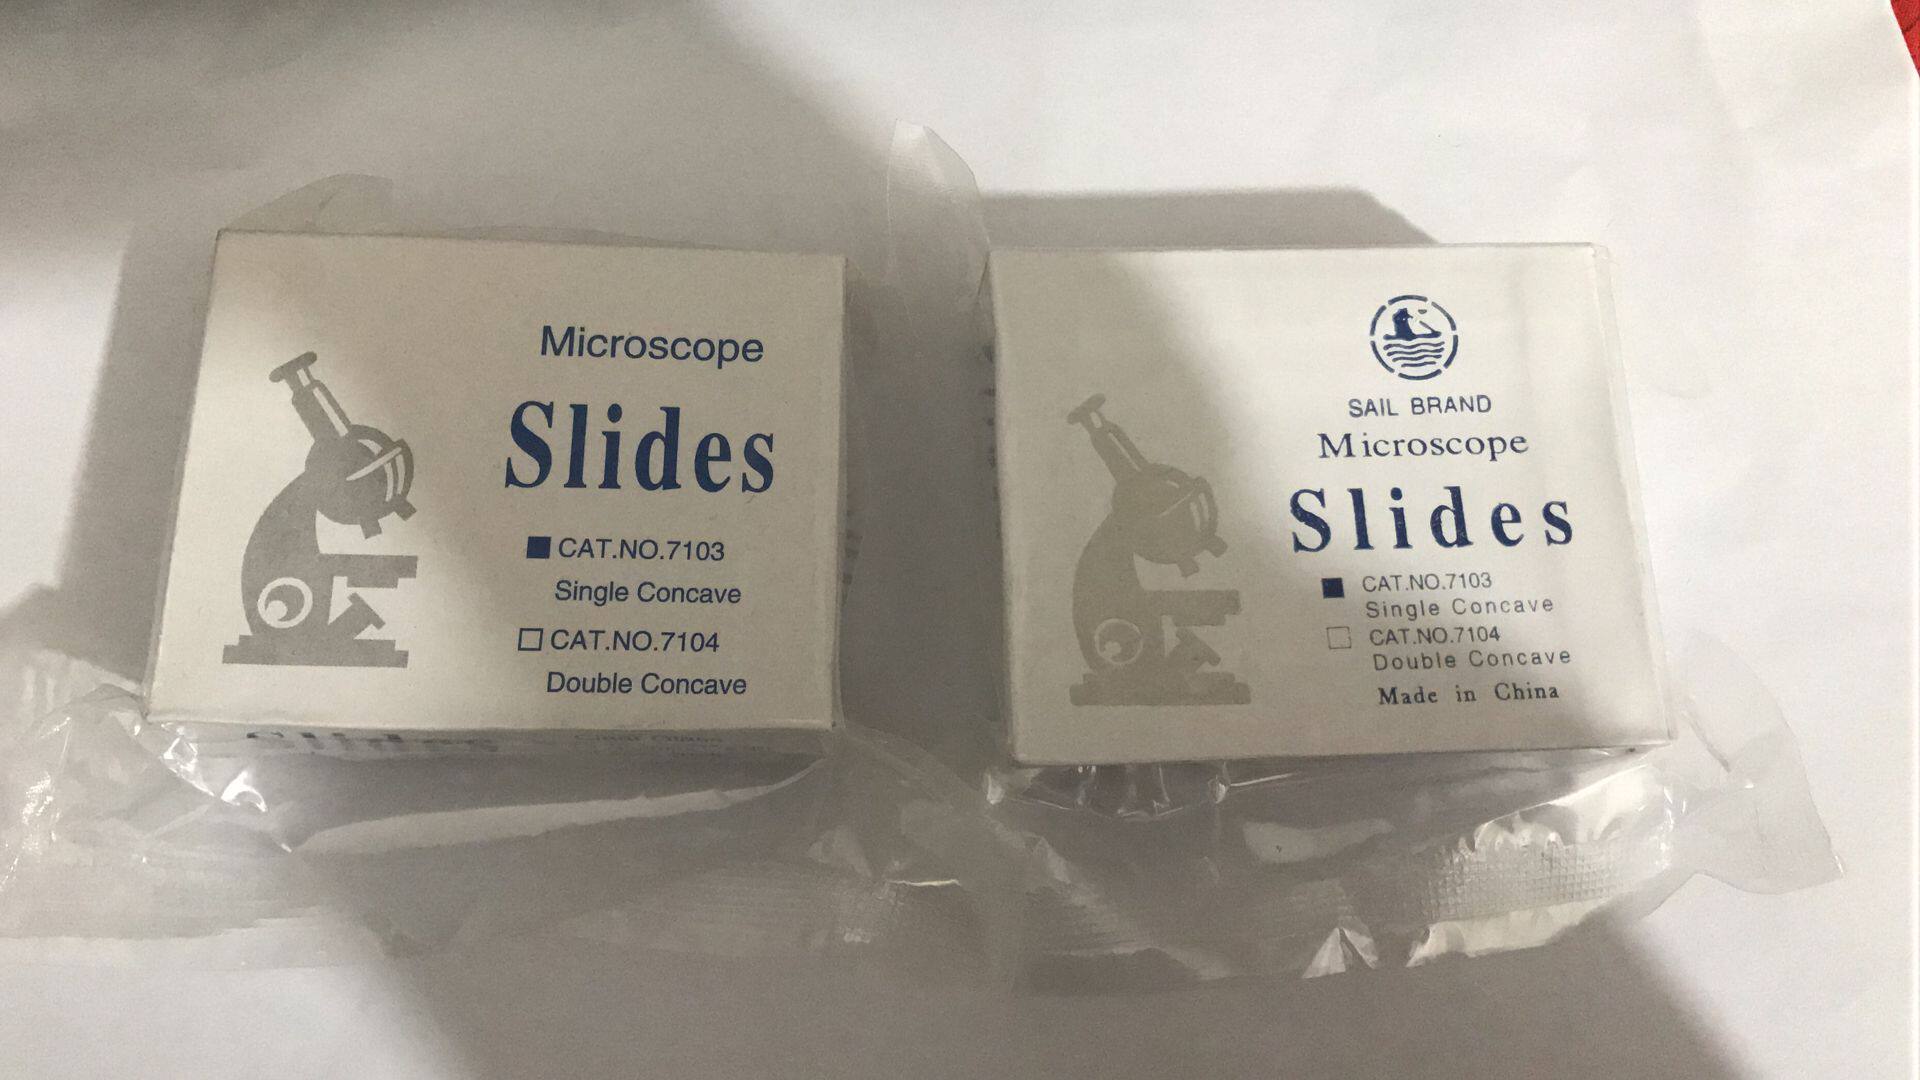 Microscope
Slides
■ CAT.NO.7103
Single Concave
□ CAT.NO.7104
Double Concave
Slides
SAIL BRAND
Microscope
Slides
■ CAT.NO.7103
Single Concave
□ CAT.NO.7104
Double Concave
Made in China